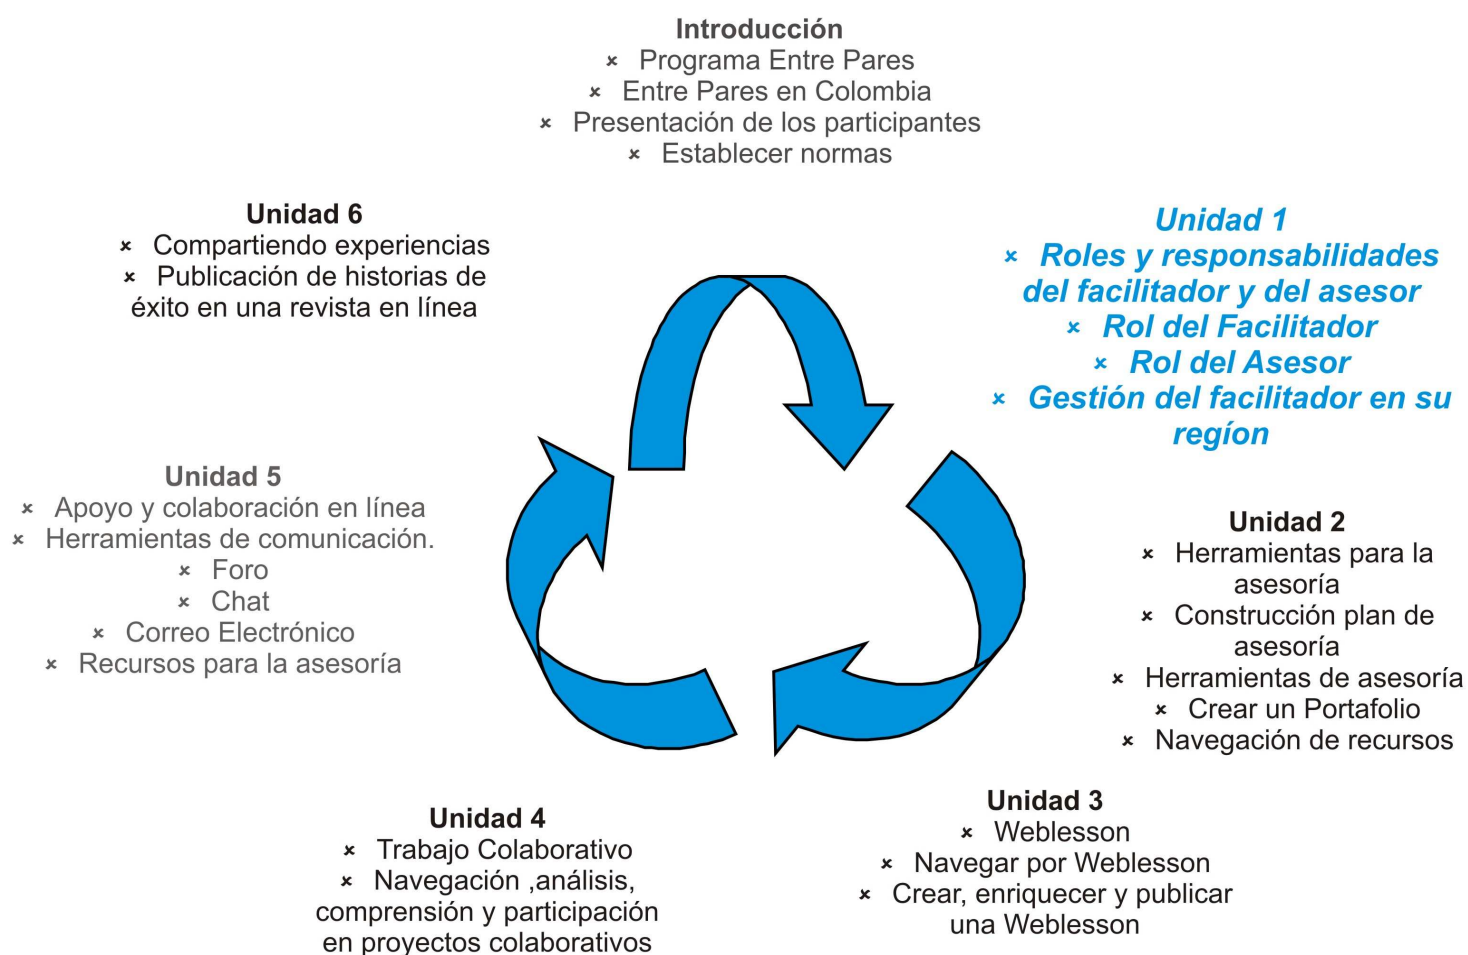 Introducción
× Programa Entre Pares
× Entre Pares en Colombia
× Presentación de los participantes
× Establecer normas
Unidad 1
× Roles y responsabilidades
del facilitador y del asesor
× Rol del Facilitador
× Rol del Asesor
× Gestión del facilitador en su
regíon
Unidad 2
× Herramientas para la
asesoría
× Construcción plan de
asesoría
× Herramientas de asesoría
× Crear un Portafolio
× Navegación de recursos
Unidad 3
× Weblesson
× Navegar por Weblesson
× Crear, enriquecer y publicar
una Weblesson
Unidad 4
× Trabajo Colaborativo
× Navegación ,análisis,
comprensión y participación
en proyectos colaborativos
Unidad 5
× Apoyo y colaboración en línea
× Herramientas de comunicación.
× Foro
× Chat
× Correo Electrónico
× Recursos para la asesoría
Unidad 6
× Compartiendo experiencias
× Publicación de historias de
éxito en una revista en línea